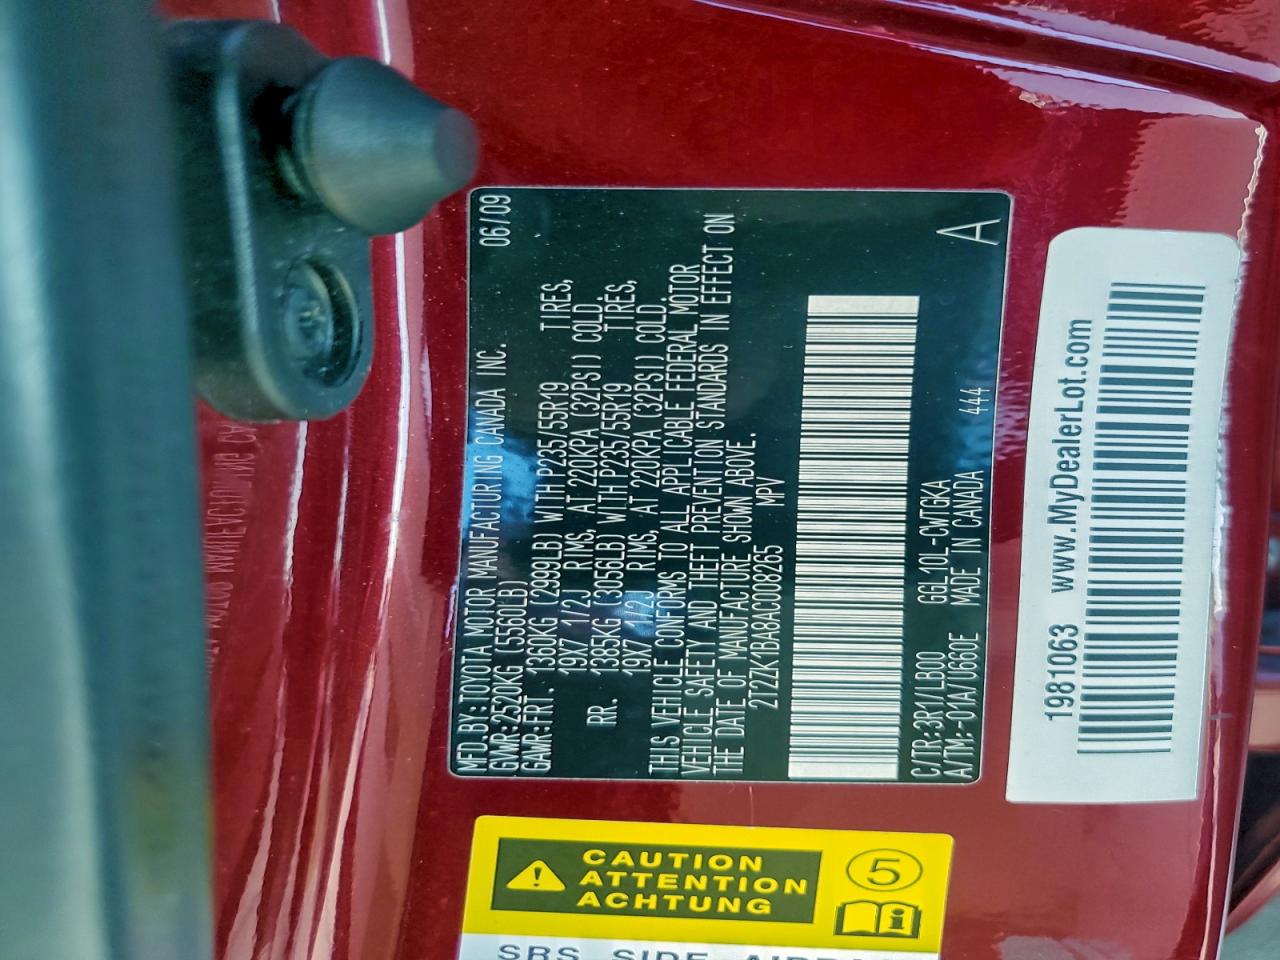 MFD.BY:TOYOTA MOTOR MANUFACTURING CANADA INC. 06/09
GVWR:2520KG (5560LB)
GAWR:FRT. 1360KG (2999LB) WITH P235/55R19 TIRES,
19X7 1/2J RIMS, AT 220KPA (32PSI) COLD.
RR. 1385KG (3056LB) WITH P235/55R19 TIRES,
19X7 1/2J RIMS, AT 220KPA (32PSI) COLD.
THIS VEHICLE CONFORMS TO ALL APPLICABLE FEDERAL MOTOR
VEHICLE SAFETY AND THEFT PREVENTION STANDARDS IN EFFECT ON
THE DATE OF MANUFACTURE SHOWN ABOVE.
2T2ZK1BA8AC008265 MPV
C/TR:3R1/LB00 GGL10L-CWTGKA 444 A
A/TM:-01A/U660E MADE IN CANADA
1981063 www.MyDealerLot.com
CAUTION
ATTENTION
ACHTUNG
5
i
SRS SIDE